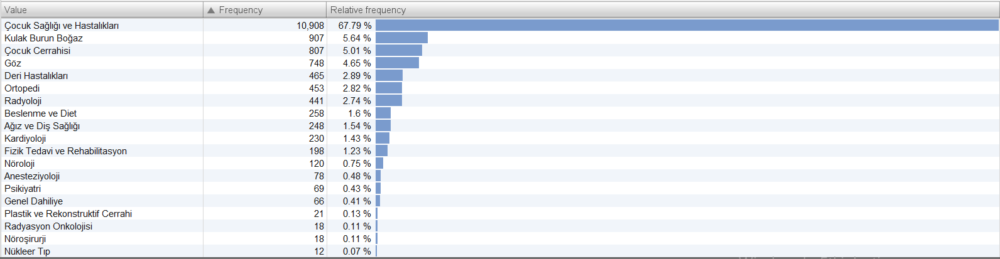 Value ▲ Frequency Relative frequency
Çocuk Sağlığı ve Hastalıkları 10,908 67.79 %
Kulak Burun Boğaz 907 5.64 %
Çocuk Cerrahisi 807 5.01 %
Göz 748 4.65 %
Deri Hastalıkları 465 2.89 %
Ortopedi 453 2.82 %
Radyoloji 441 2.74 %
Beslenme ve Diet 258 1.6 %
Ağız ve Diş Sağlığı 248 1.54 %
Kardiyoloji 230 1.43 %
Fizik Tedavi ve Rehabilitasyon 198 1.23 %
Nöroloji 120 0.75 %
Anesteziyoloji 78 0.48 %
Psikiyatri 69 0.43 %
Genel Dahiliye 66 0.41 %
Plastik ve Rekonstruktif Cerrahi 21 0.13 %
Radyasyon Onkolojisi 18 0.11 %
Nöroşirurji 18 0.11 %
Nükleer Tıp 12 0.07 %